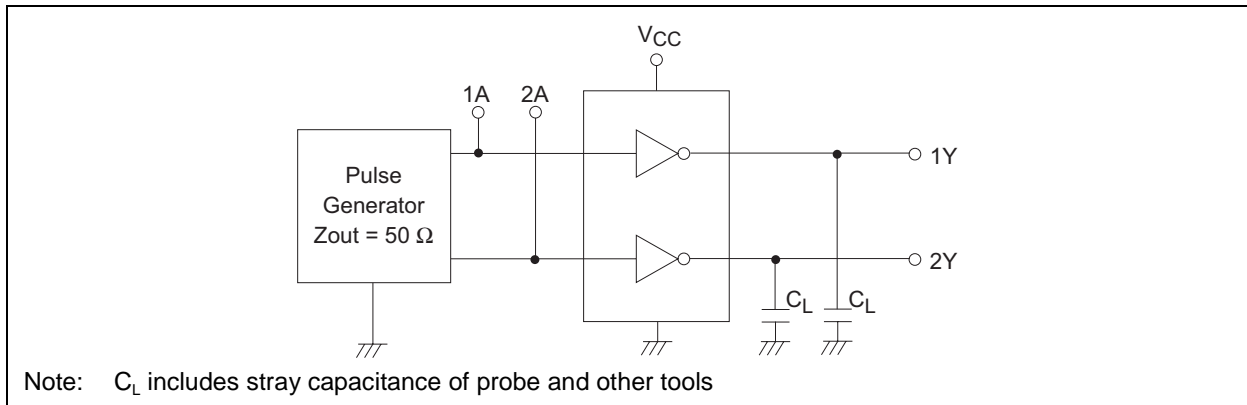 VCC
1A 2A
Pulse
Generator
Zout = 50 Ω
1Y
2Y
CL CL
Note: CL includes stray capacitance of probe and other tools